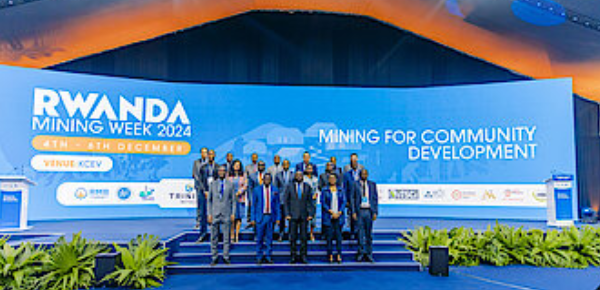 RWANDA
MINING WEEK 2024
4TH - 6TH DECEMBER
VENUE: KCEV
MINING FOR COMMUNITY
DEVELOPMENT